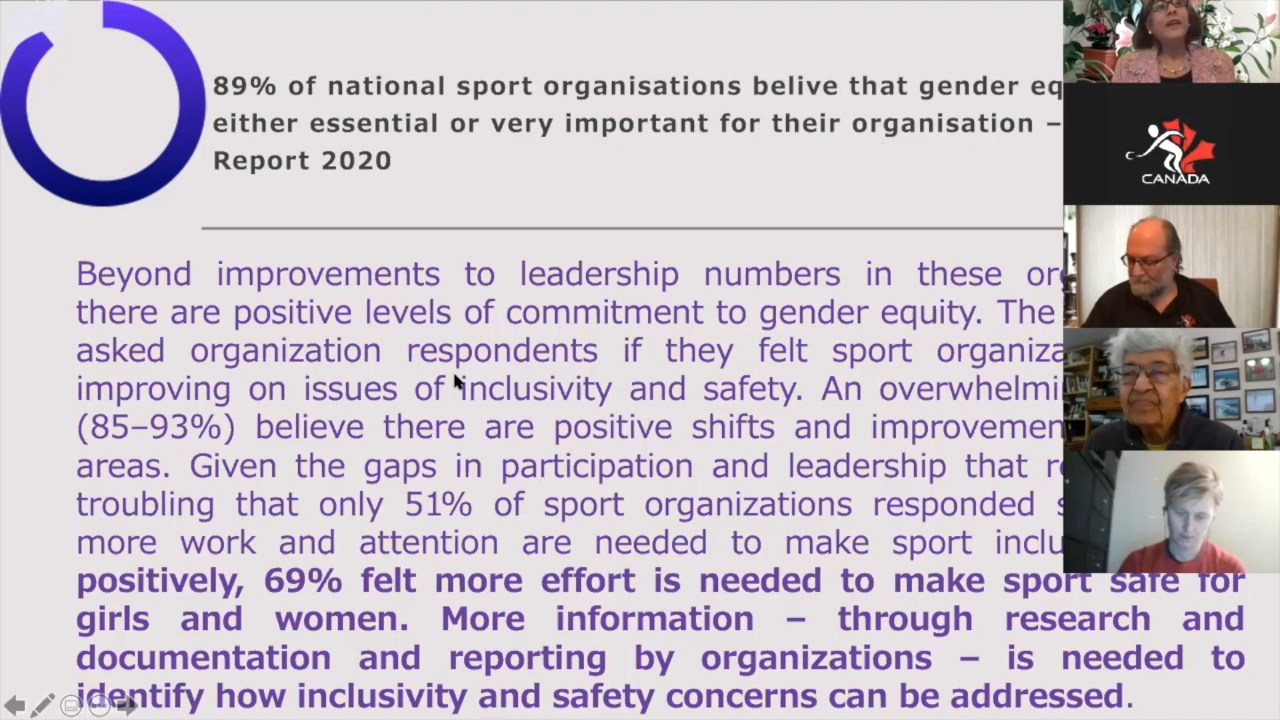 89% of national sport organisations belive that gender eq
either essential or very important for their organisation –
Report 2020
CANADA
Beyond improvements to leadership numbers in these
there are positive levels of commitment to gender equity. The
asked organization respondents if they felt sport
improving on issues of inclusivity and safety. An
(85–93%) believe there are positive shifts and
areas. Given the gaps in participation and leadership that
troubling that only 51% of sport organizations responded
more work and attention are needed to make sport
positively, 69% felt more effort is needed to make sport safe for
girls and women. More information – through research and
documentation and reporting by organizations – is needed to
identify how inclusivity and safety concerns can be addressed.